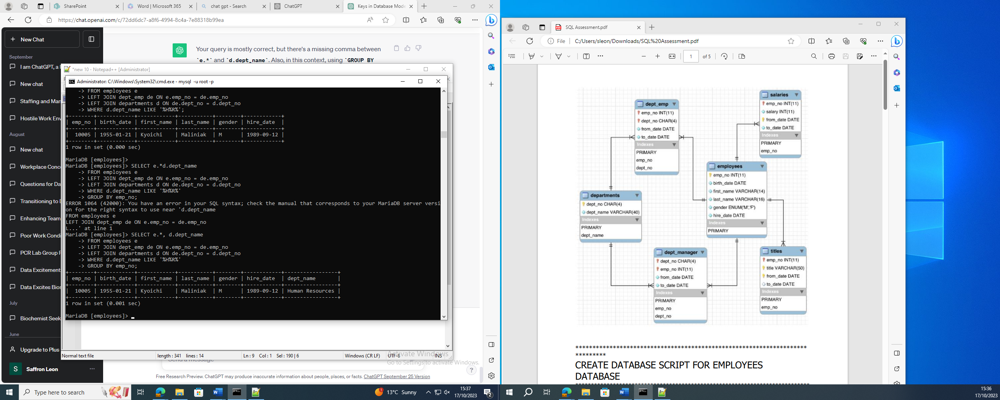 SharePoint
Word | Microsoft 365
chat gpt - Search
ChatGPT
Keys in Database Mode
https://chat.openai.com/c/72dd6dc7-a8f6-4994-8c4a-7e88318b99ea
New Chat
September
I am ChatGPT, a
New chat
Staffing and Man
Hostile Work Env
August
New chat
Workplace Conc
Questions for Da
Transitioning to D
Enhancing Team
Poor Work Condi
PCR Lab Group F
Data Excitement:
Data Excites Bion
July
Biochemist Seek
June
Upgrade to Plus
S
Saffron Leon
Your query is mostly correct, but there's a missing comma between
`e.*` and `d.dept_name`. Also, in this context, using `GROUP BY
*new 10 - Notepad++ [Administrator]
Administrator: C:\Windows\System32\cmd.exe - mysql -u root -p
-> FROM employees e
-> LEFT JOIN dept_emp de ON e.emp_no = de.emp_no
-> LEFT JOIN departments d ON de.dept_no = d.dept_no
-> WHERE d.dept_name LIKE '%H%R%';
+--------+------------+------------+-----------+--------+------------+
| emp_no | birth_date | first_name | last_name | gender | hire_date  |
+--------+------------+------------+-----------+--------+------------+
|  10005 | 1955-01-21 | Kyoichi    | Maliniak  | M      | 1989-09-12 |
+--------+------------+------------+-----------+--------+------------+
1 row in set (0.000 sec)
MariaDB [employees]>
MariaDB [employees]> SELECT e.*d.dept_name
-> FROM employees e
-> LEFT JOIN dept_emp de ON e.emp_no = de.emp_no
-> LEFT JOIN departments d ON de.dept_no = d.dept_no
-> WHERE d.dept_name LIKE '%H%R%'
-> GROUP BY emp_no;
ERROR 1064 (42000): You have an error in your SQL syntax; check the manual that corresponds to your MariaDB server versi
on for the right syntax to use near 'd.dept_name
FROM employees e
LEFT JOIN dept_emp de ON e.emp_no = de.emp_no
L...' at line 1
MariaDB [employees]> SELECT e.*, d.dept_name
-> FROM employees e
-> LEFT JOIN dept_emp de ON e.emp_no = de.emp_no
-> LEFT JOIN departments d ON de.dept_no = d.dept_no
-> WHERE d.dept_name LIKE '%H%R%'
-> GROUP BY emp_no;
+--------+------------+------------+-----------+--------+------------+-----------------+
| emp_no | birth_date | first_name | last_name | gender | hire_date  | dept_name       |
+--------+------------+------------+-----------+--------+------------+-----------------+
|  10005 | 1955-01-21 | Kyoichi    | Maliniak  | M      | 1989-09-12 | Human Resources |
+--------+------------+------------+-----------+--------+------------+-----------------+
1 row in set (0.001 sec)
MariaDB [employees]>
Normal text file
length : 341 lines : 14
Ln : 9 Col : 1 Sel : 190 | 6
Windows (CR LF)
UTF-8
INS
Activate Windows
Go to Settings to activate Windows.
Send a message
?
Free Research Preview. ChatGPT may produce inaccurate information about people, places, or facts. ChatGPT September 25 Version
Type here to search
13°C Sunny
15:37
17/10/2023
2
SQL Assessment.pdf
File
C:/Users/sleon/Downloads/SQL%20Assessment.pdf
1
of 5
dept_emp
emp_no INT(11)
dept_no CHAR(4)
from_date DATE
to_date DATE
Indexes
PRIMARY
emp_no
dept_no
salaries
emp_no INT(11)
salary INT(11)
from_date DATE
to_date DATE
Indexes
PRIMARY
emp_no
employees
emp_no INT(11)
birth_date DATE
first_name VARCHAR(14)
last_name VARCHAR(16)
gender ENUM('M','F')
hire_date DATE
Indexes
PRIMARY
departments
dept_no CHAR(4)
dept_name VARCHAR(40)
Indexes
PRIMARY
dept_name
dept_manager
dept_no CHAR(4)
emp_no INT(11)
from_date DATE
to_date DATE
Indexes
PRIMARY
emp_no
dept_no
titles
emp_no INT(11)
title VARCHAR(50)
from_date DATE
to_date DATE
Indexes
PRIMARY
emp_no
CREATE DATABASE SCRIPT FOR EMPLOYEES
DATABASE
15:36
17/10/2023